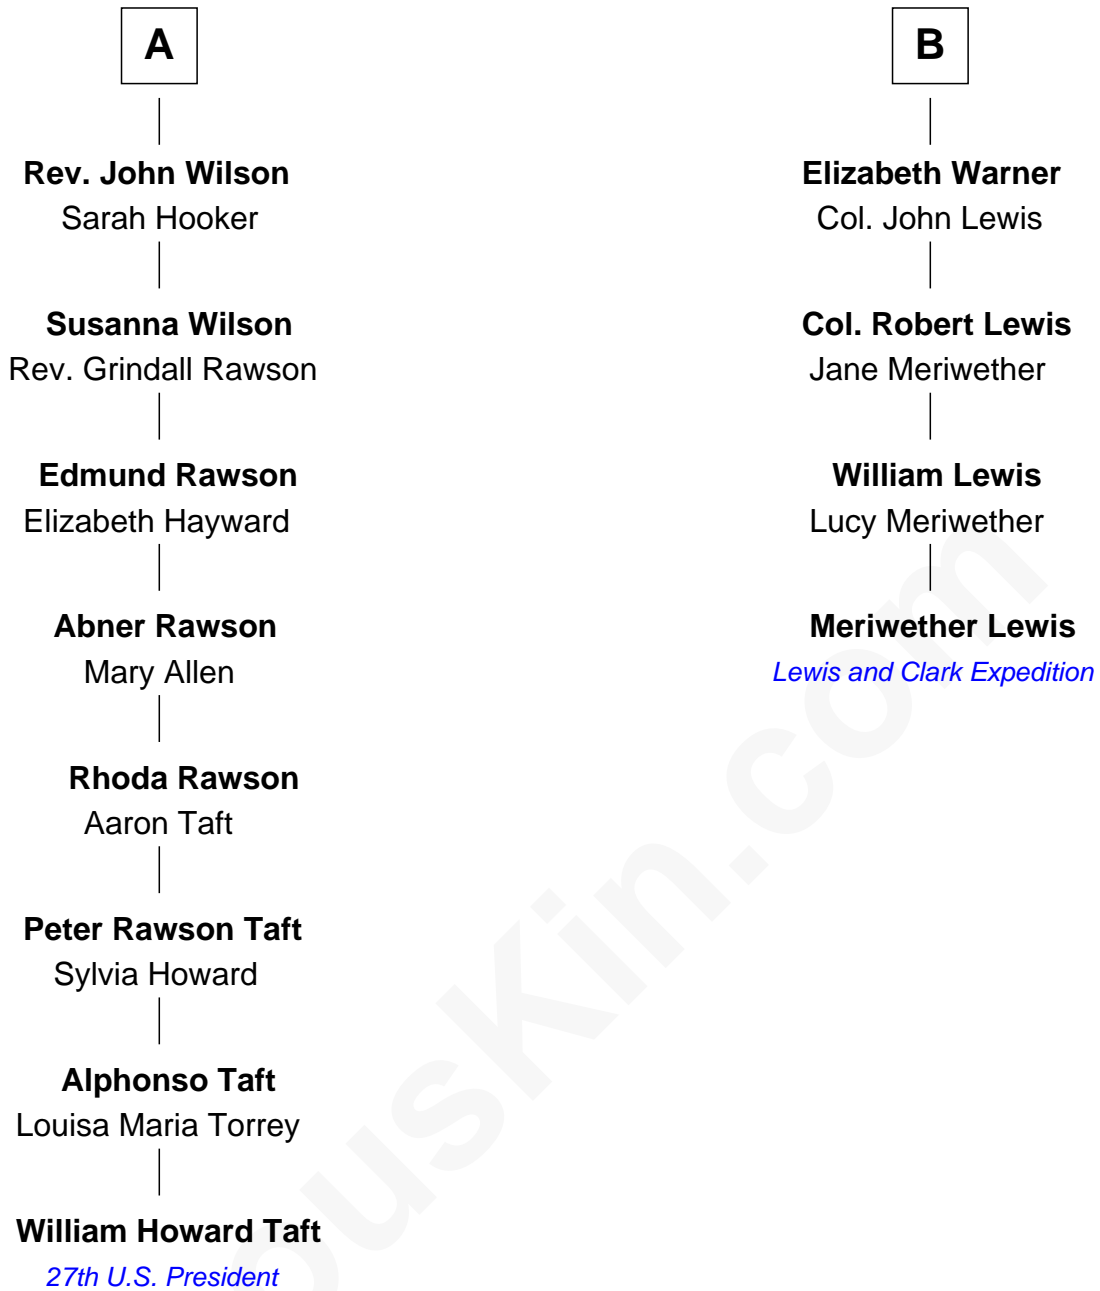 A
Rev. John Wilson
Sarah Hooker
Susanna Wilson
Rev. Grindall Rawson
Edmund Rawson
Elizabeth Hayward
Abner Rawson
Mary Allen
Rhoda Rawson
Aaron Taft
Peter Rawson Taft
Sylvia Howard
Alphonso Taft
Louisa Maria Torrey
William Howard Taft
27th U.S. President
B
Elizabeth Warner
Col. John Lewis
Col. Robert Lewis
Jane Meriwether
William Lewis
Lucy Meriwether
Meriwether Lewis
Lewis and Clark Expedition
ousKin.com